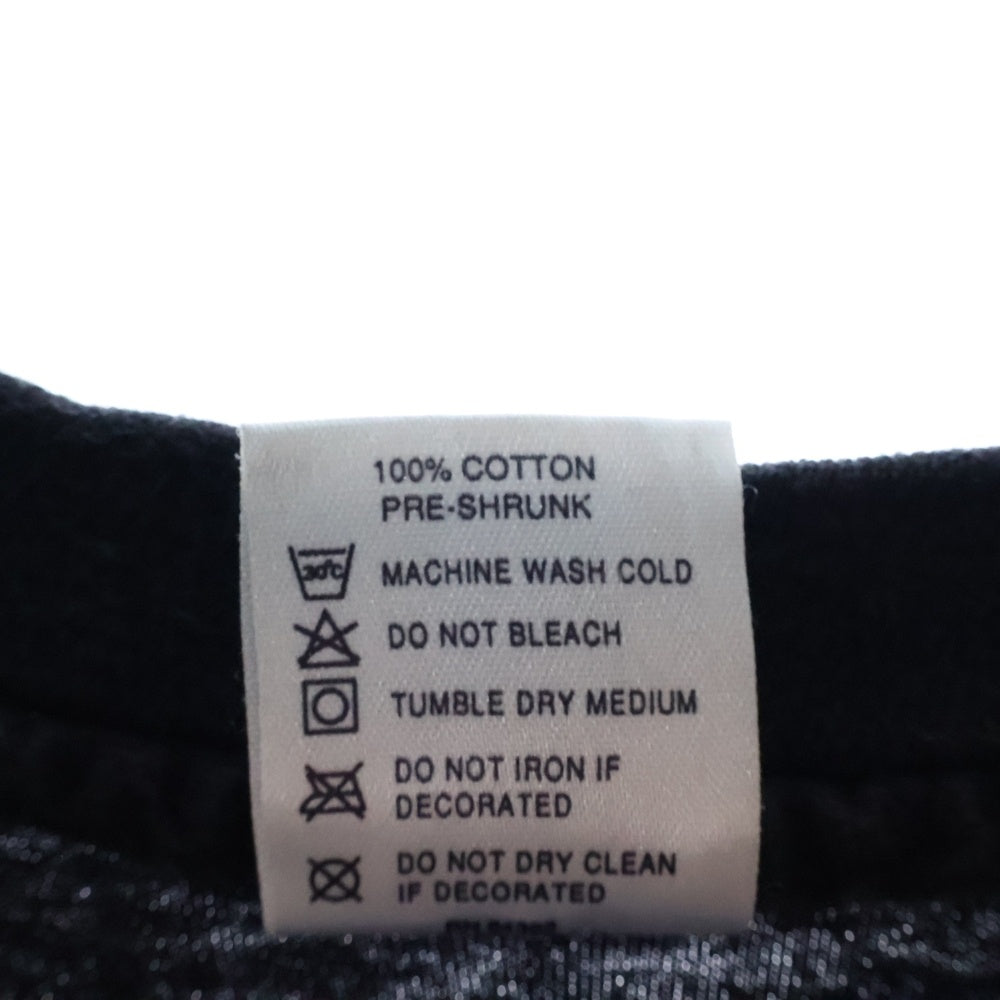 100% COTTON
PRE-SHRUNK
30°C MACHINE WASH COLD
DO NOT BLEACH
TUMBLE DRY MEDIUM
DO NOT IRON IF
DECORATED
DO NOT DRY CLEAN
IF DECORATED